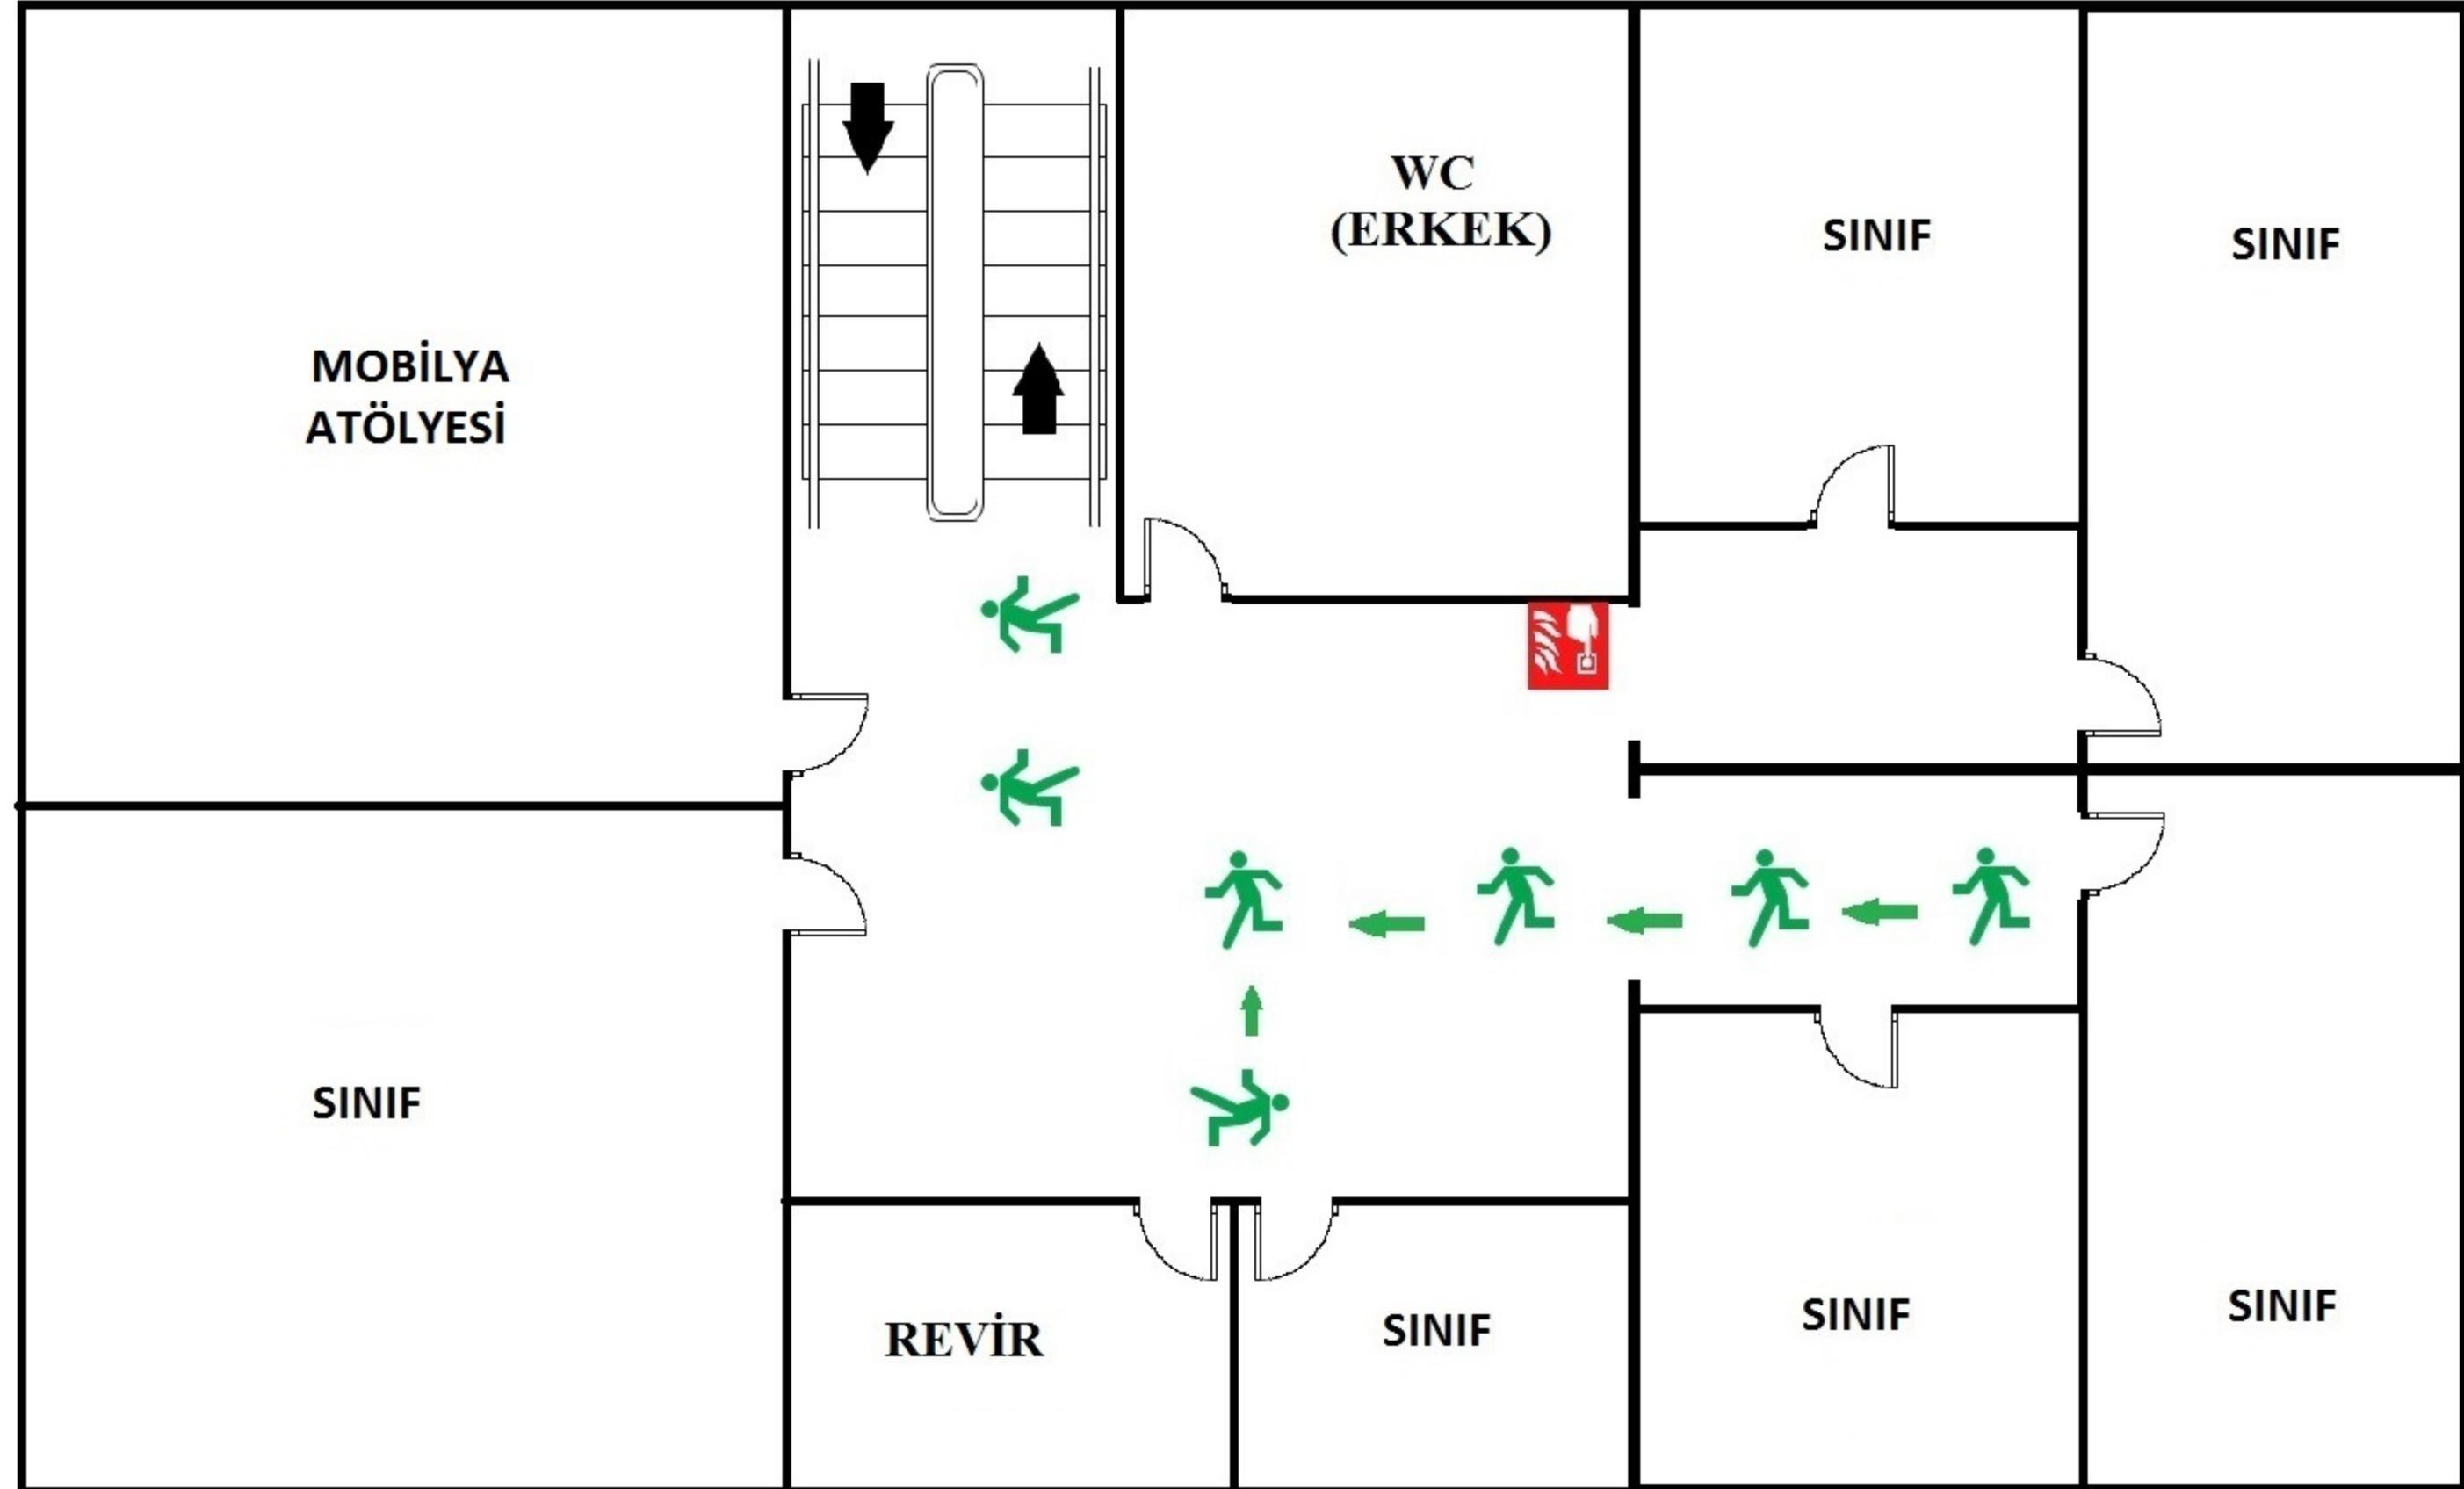 WC
(ERKEK)
SINIF
SINIF
MOBİLYA
ATÖLYESİ
SINIF
REVİR
SINIF
SINIF
SINIF